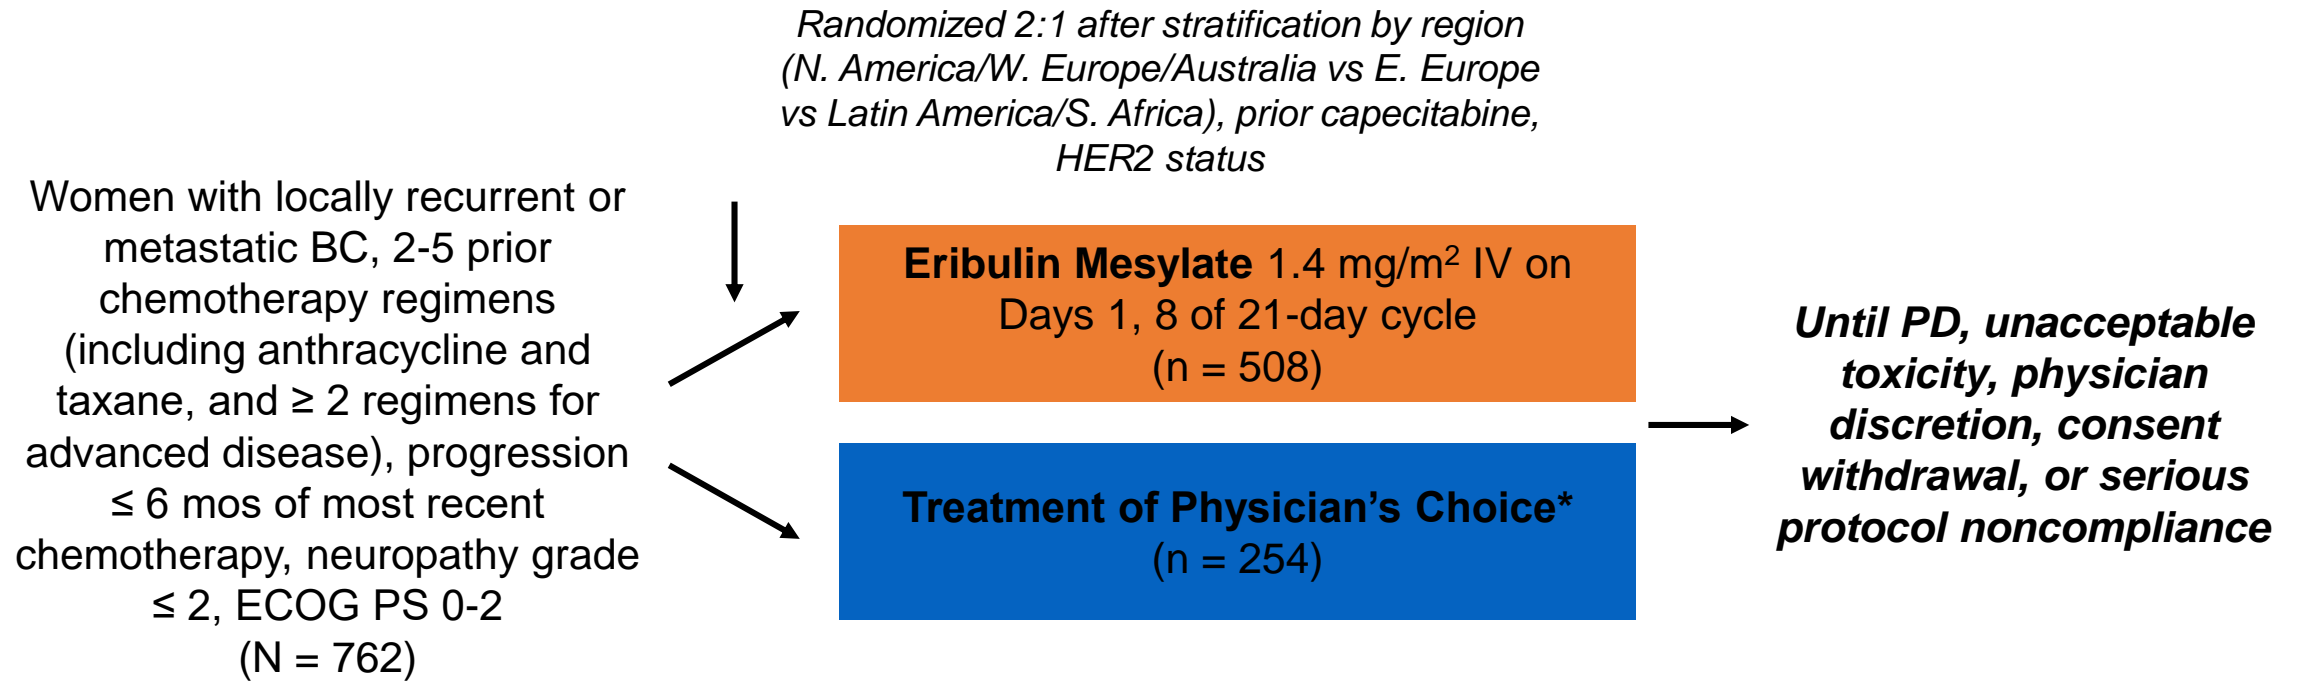 Randomized 2:1 after stratification by region
(N. America/W. Europe/Australia vs E. Europe
vs Latin America/S. Africa), prior capecitabine,
HER2 status
Women with locally recurrent or
metastatic BC, 2-5 prior
chemotherapy regimens
(including anthracycline and
taxane, and ≥ 2 regimens for
advanced disease), progression
≤ 6 mos of most recent
chemotherapy, neuropathy grade
≤ 2, ECOG PS 0-2
(N = 762)
Eribulin Mesylate 1.4 mg/m² IV on
Days 1, 8 of 21-day cycle
(n = 508)
Treatment of Physician’s Choice*
(n = 254)
Until PD, unacceptable
toxicity, physician
discretion, consent
withdrawal, or serious
protocol noncompliance